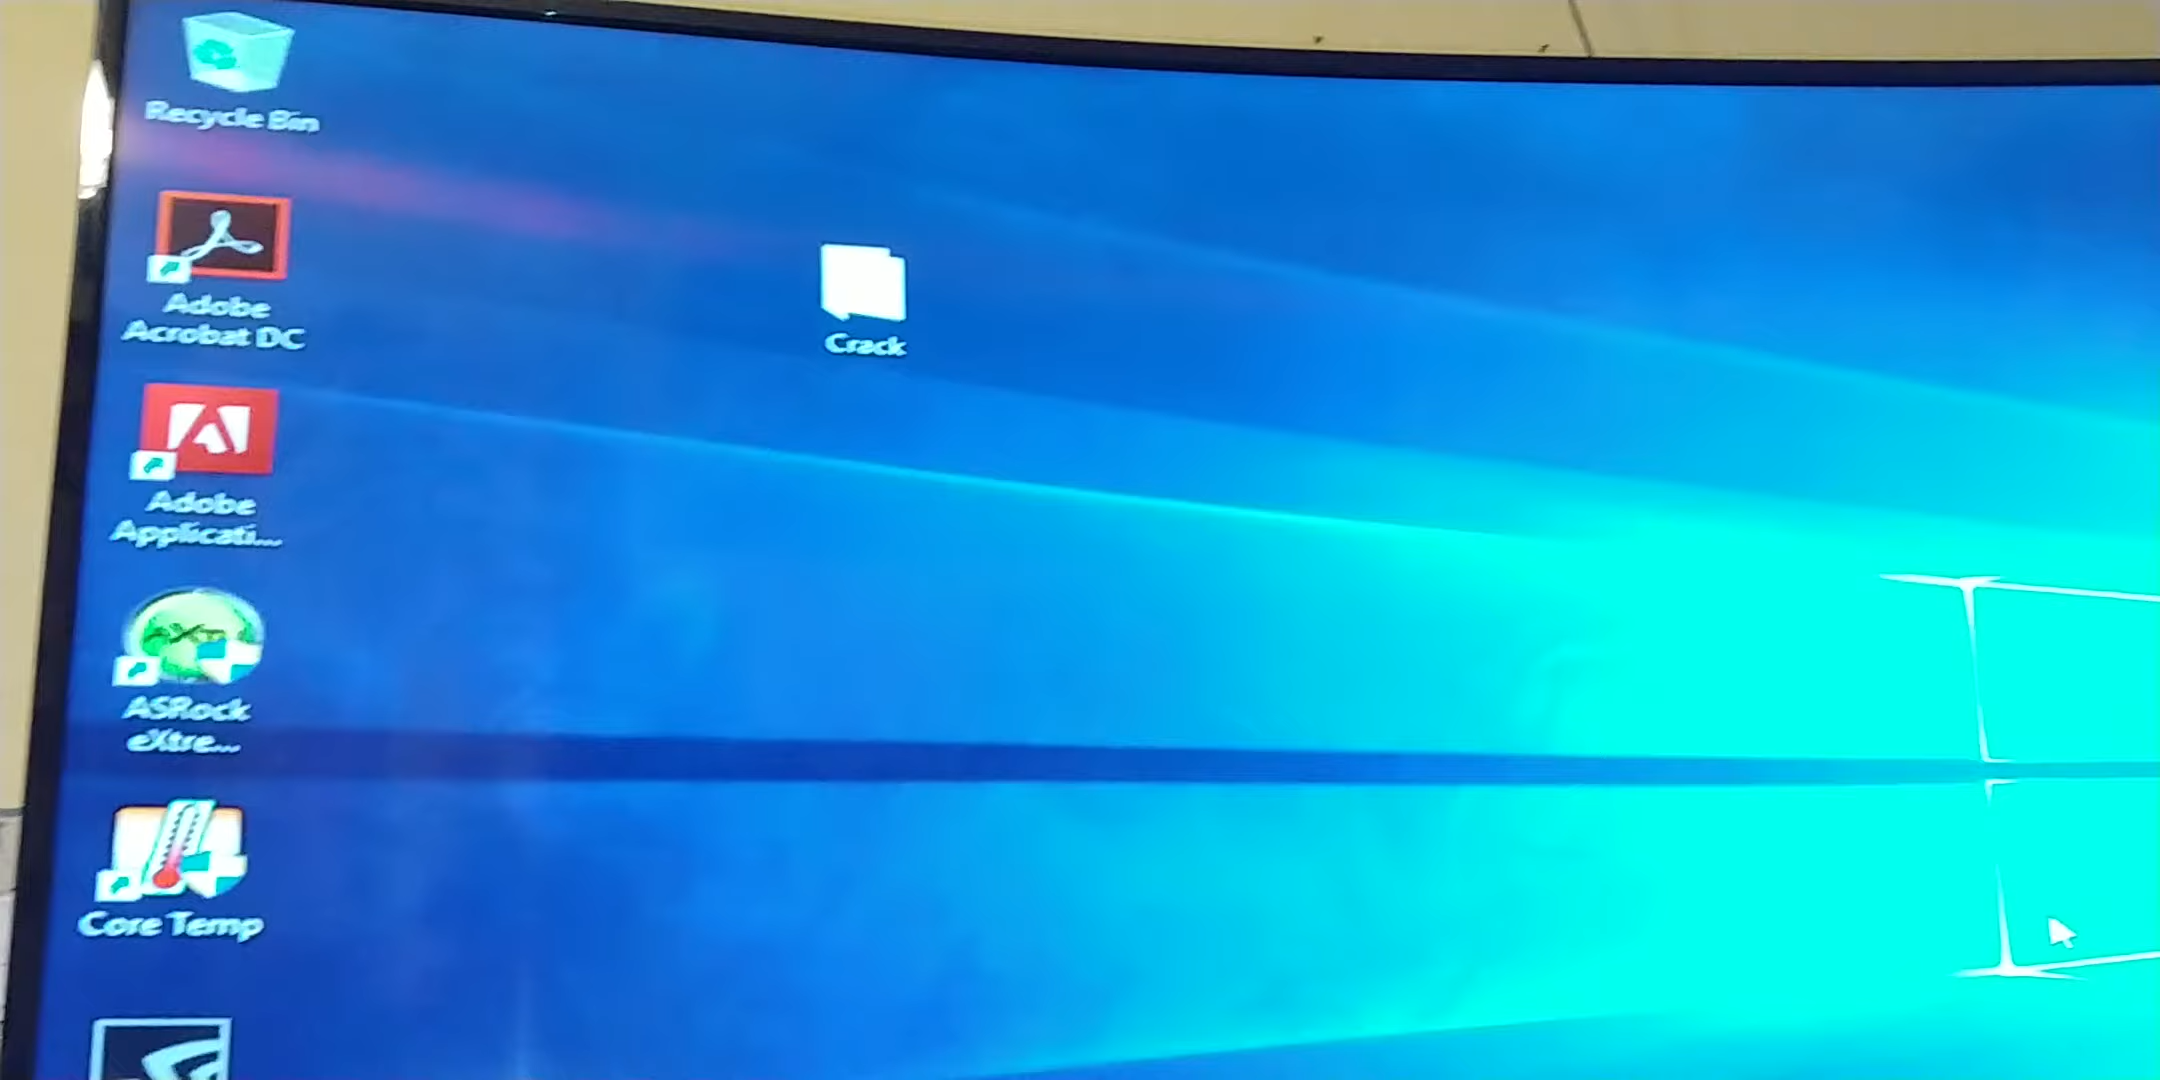 Recycle Bin
Adobe
Acrobat DC
Crack
Adobe
Applicati...
ASRock
eXtre...
Core Temp